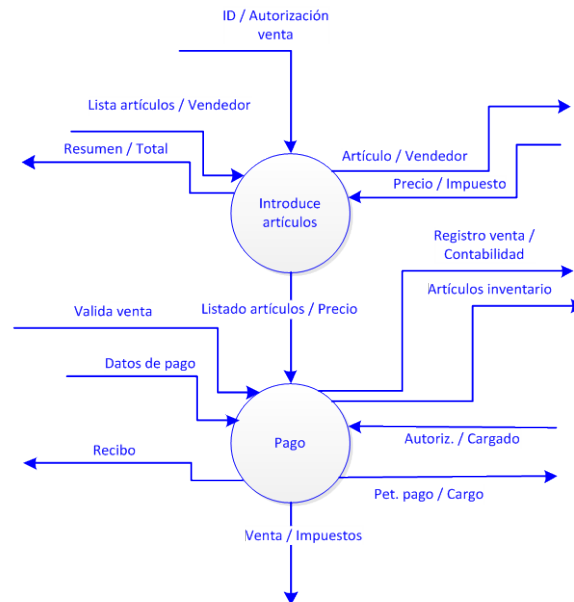 ID / Autorización
venta
Lista artículos / Vendedor
Resumen / Total
Artículo / Vendedor
Precio / Impuesto
Introduce
artículos
Registro venta /
Contabilidad
Artículos inventario
Valida venta
Listado artículos / Precio
Datos de pago
Pago
Autoriz. / Cargado
Recibo
Pet. pago / Cargo
Venta / Impuestos